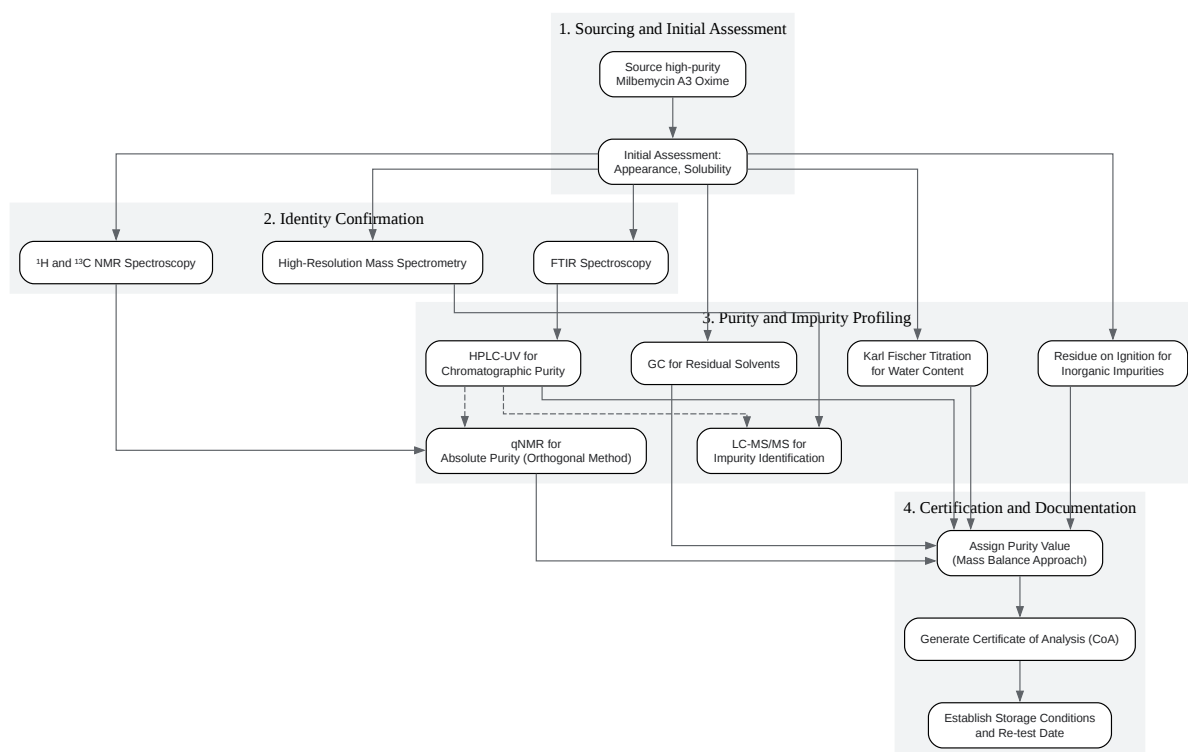 1. Sourcing and Initial Assessment
Source high-purity
Milbemycin A3 Oxime
Initial Assessment:
Appearance, Solubility
2. Identity Confirmation
¹H and ¹³C NMR Spectroscopy
High-Resolution Mass Spectrometry
FTIR Spectroscopy
3. Purity and Impurity Profiling
HPLC-UV for
Chromatographic Purity
GC for Residual Solvents
Karl Fischer Titration
for Water Content
Residue on Ignition for
Inorganic Impurities
qNMR for
Absolute Purity (Orthogonal Method)
LC-MS/MS for
Impurity Identification
4. Certification and Documentation
Assign Purity Value
(Mass Balance Approach)
Generate Certificate of Analysis (CoA)
Establish Storage Conditions
and Re-test Date